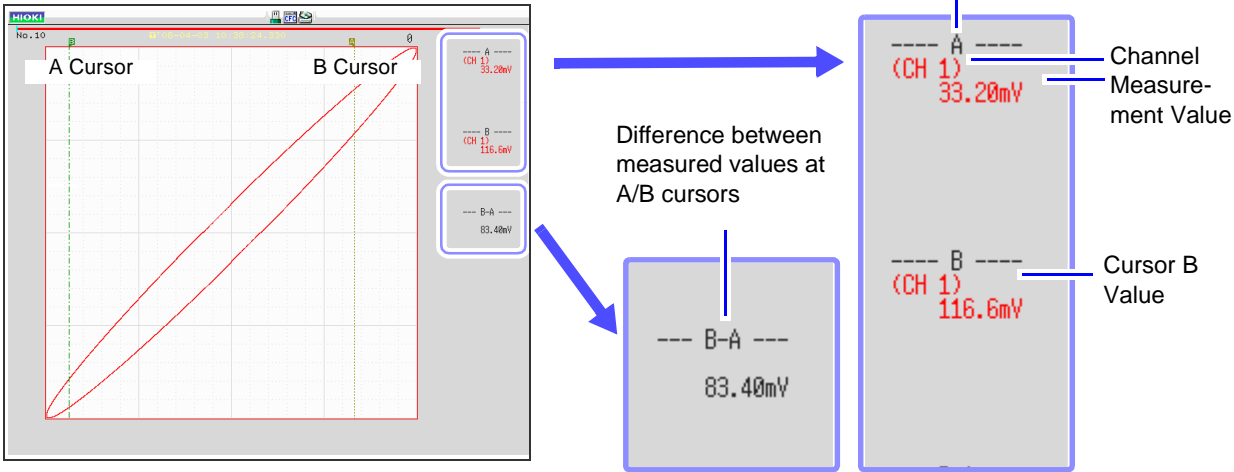 HIOKI
No.10
0
A Cursor
B Cursor
---- A ----
(CH 1)
33.20mV
---- B ----
(CH 1)
116.6mV
--- B-A ---
83.40mV
Difference between
measured values at
A/B cursors
--- B-A ---
83.40mV
---- A ----
(CH 1)
33.20mV
---- B ----
(CH 1)
116.6mV
Channel
Measure-
ment Value
Cursor B
Value